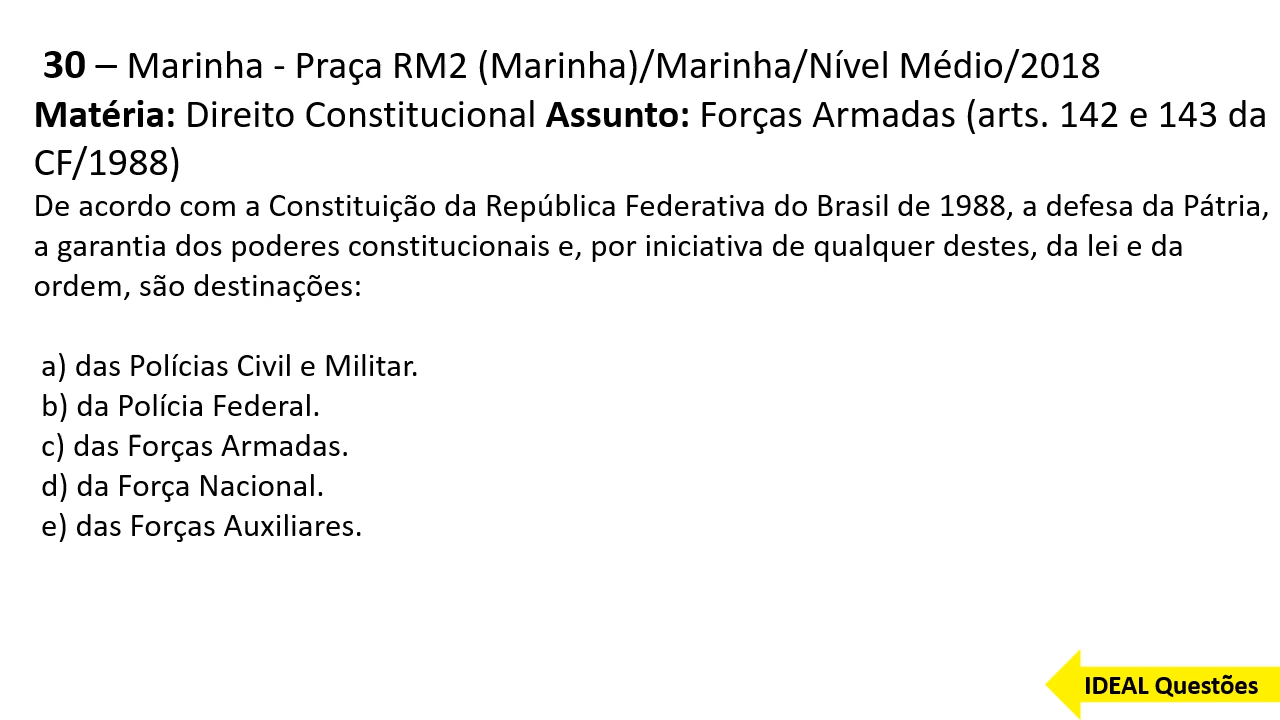 30 – Marinha - Praça RM2 (Marinha)/Marinha/Nível Médio/2018
Matéria: Direito Constitucional Assunto: Forças Armadas (arts. 142 e 143 da
CF/1988)
De acordo com a Constituição da República Federativa do Brasil de 1988, a defesa da Pátria,
a garantia dos poderes constitucionais e, por iniciativa de qualquer destes, da lei e da
ordem, são destinações:
a) das Polícias Civil e Militar.
b) da Polícia Federal.
c) das Forças Armadas.
d) da Força Nacional.
e) das Forças Auxiliares.
IDEAL Questões